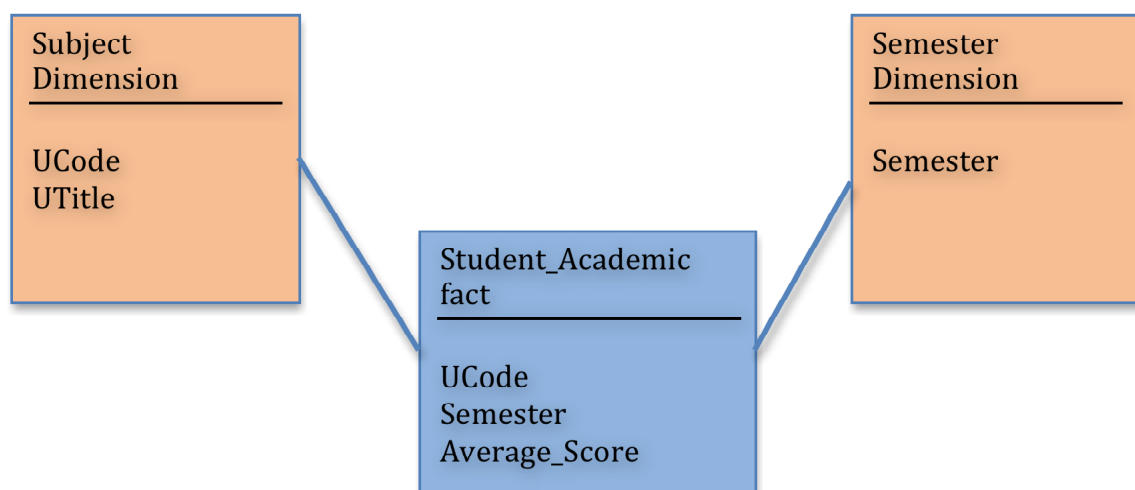 Subject
Dimension
UCode
UTitle
Semester
Dimension
Semester
Student_Academic
fact
UCode
Semester
Average_Score